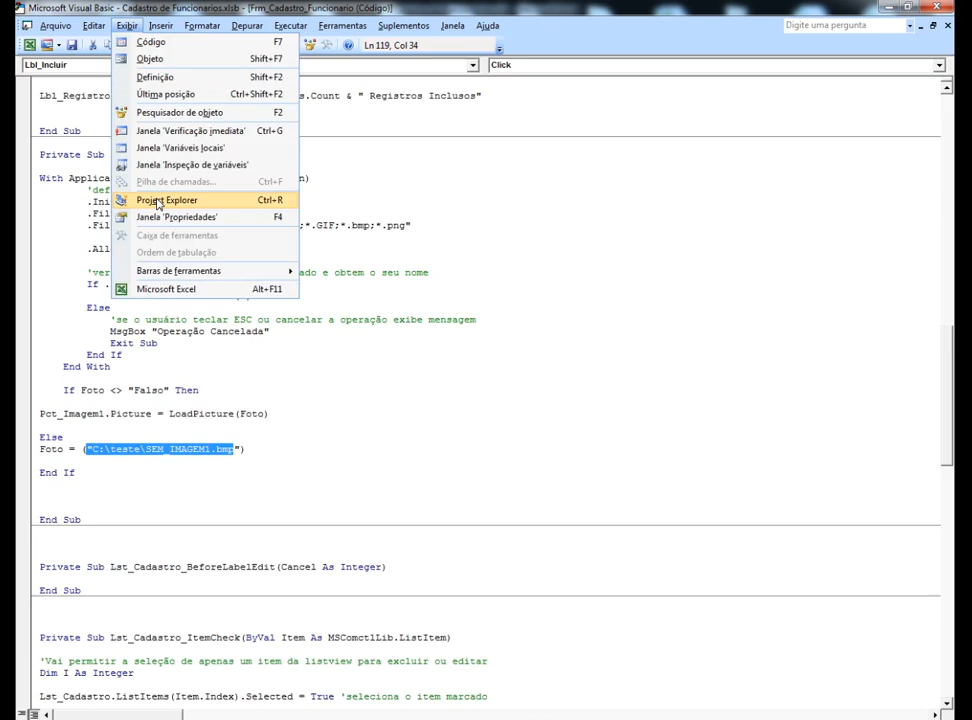 Microsoft Visual Basic - Cadastro de Funcionarios.xlsb - [Frm_Cadastro_Funcionario (Código)]
Arquivo Editar Exibir Inserir Formatar Depurar Executar Ferramentas Suplementos Janela Ajuda
Digite uma pergunta
Ln 119, Col 34
Lbl_Incluir
Click
Código F7
Objeto Shift+F7
Definição Shift+F2
Última posição Ctrl+Shift+F2
Pesquisador de objeto F2
Janela 'Verificação imediata' Ctrl+G
Janela 'Variáveis locais'
Janela 'Inspeção de variáveis'
Pilha de chamadas... Ctrl+F
Project Explorer Ctrl+R
Janela 'Propriedades' F4
Caixa de ferramentas
Ordem de tabulação
Barras de ferramentas
Microsoft Excel Alt+F11
Lbl_Registro s.Count & " Registros Inclusos"
End Sub
Private Sub
With Applica n)
'def
.Ini
.Fil
.Fil ;*.GIF;*.bmp;*.png"
.All
'ver ado e obtem o seu nome
If .
Else
'se o usuário teclar ESC ou cancelar a operação exibe mensagem
MsgBox "Operação Cancelada"
Exit Sub
End If
End With
If Foto <> "Falso" Then
Pct_Imagem1.Picture = LoadPicture(Foto)
Else
Foto = ("C:\teste\SEM_IMAGEM1.bmp")
End If
End Sub
Private Sub Lst_Cadastro_BeforeLabelEdit(Cancel As Integer)
End Sub
Private Sub Lst_Cadastro_ItemCheck(ByVal Item As MSComctlLib.ListItem)
'Vai permitir a seleção de apenas um item da listview para excluir ou editar
Dim I As Integer
Lst_Cadastro.ListItems(Item.Index).Selected = True 'seleciona o item marcado